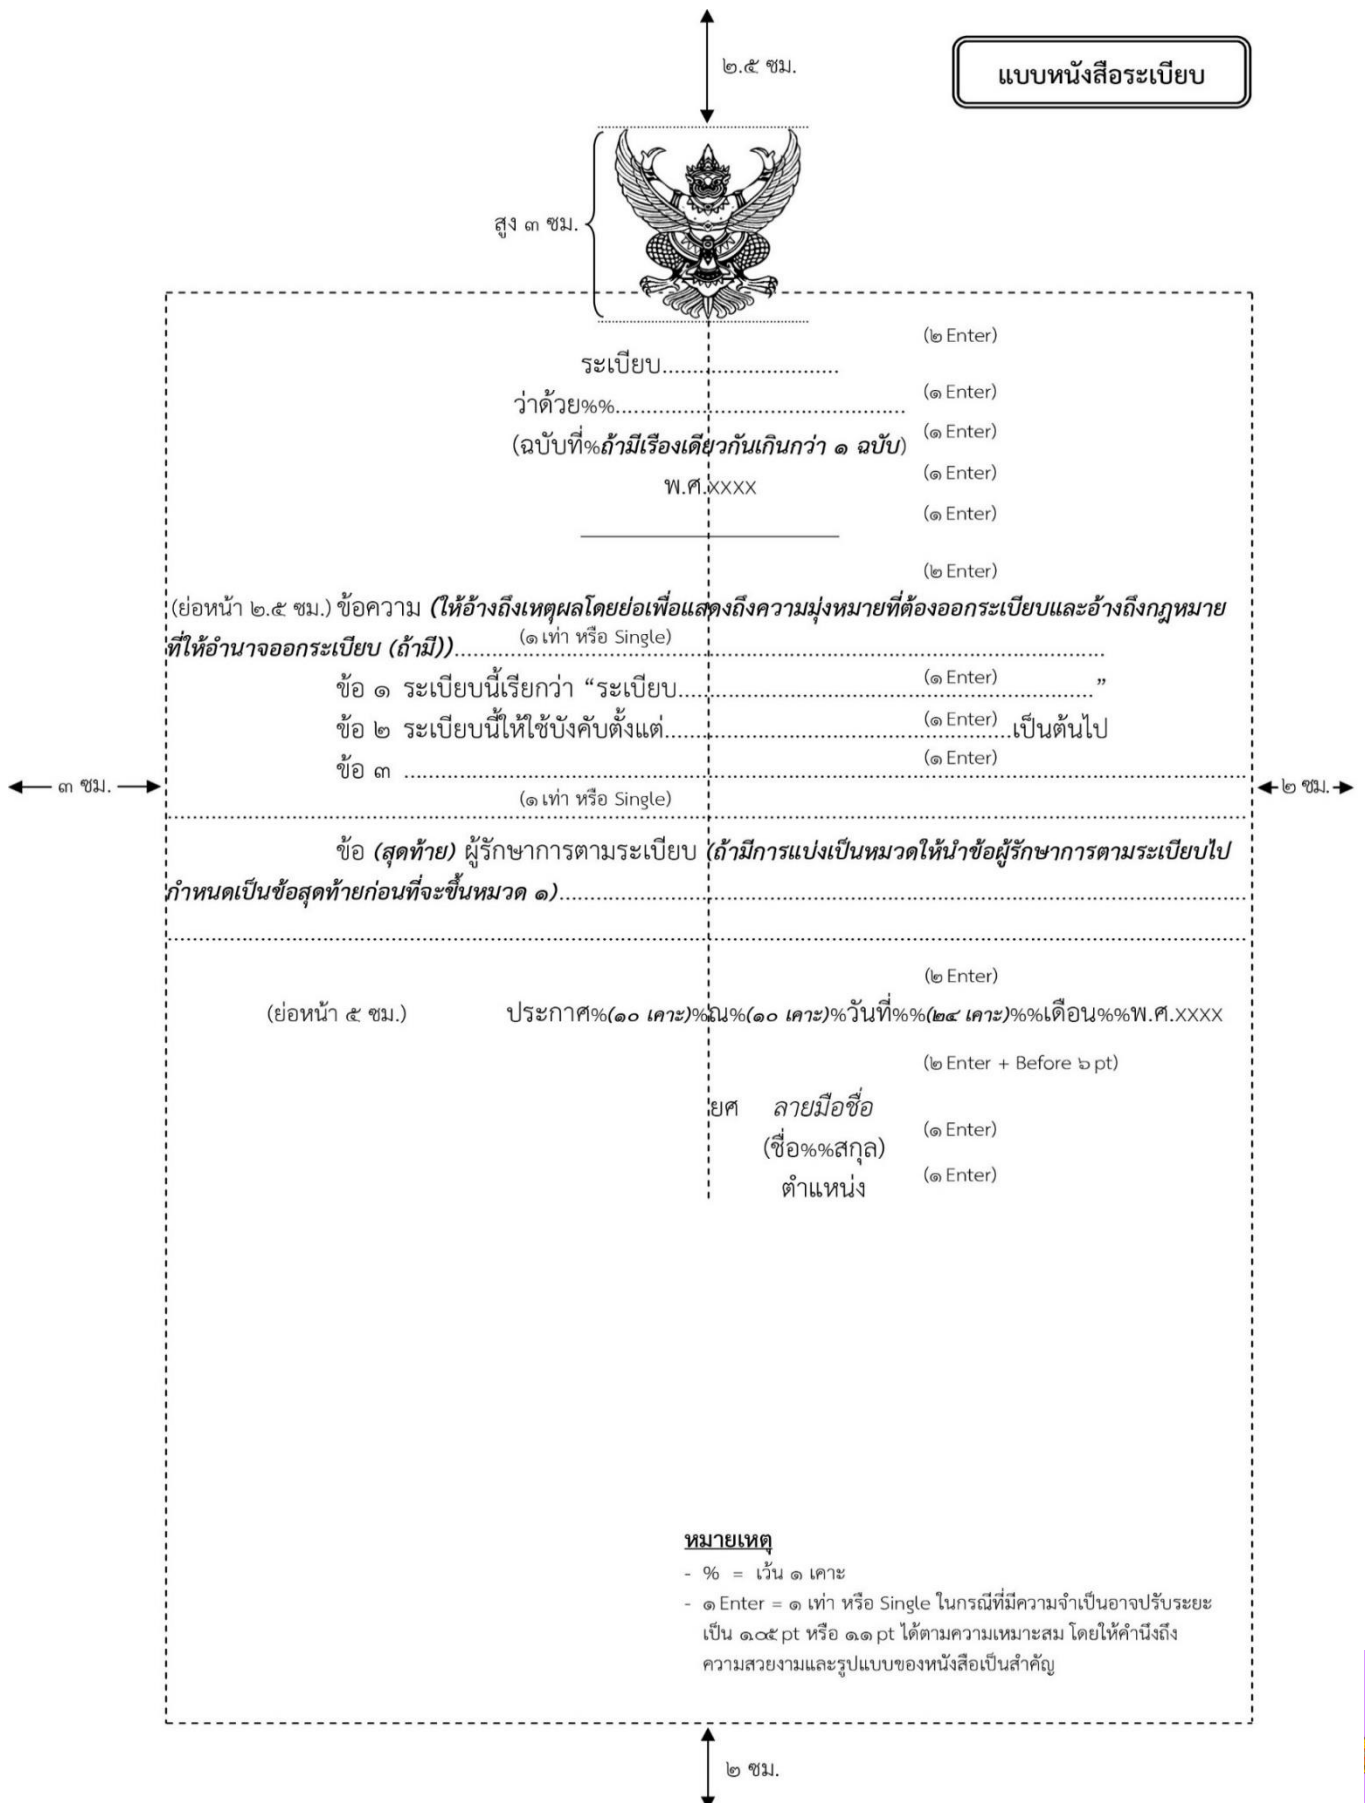 ๒.๕ ซม.
แบบหนังสือระเบียบ
สูง ๓ ซม.
(๒ Enter)
ระเบียบ.............................
(๑ Enter)
ว่าด้วย%%................................................
(๑ Enter)
(ฉบับที่%ถ้ามีเรื่องเดียวกันเกินกว่า ๑ ฉบับ)
(๑ Enter)
พ.ศ.xxxx
(๑ Enter)
(๒ Enter)
(ย่อหน้า ๒.๕ ซม.) ข้อความ (ให้อ้างถึงเหตุผลโดยย่อเพื่อแสดงถึงความมุ่งหมายที่ต้องออกระเบียบและอ้างถึงกฎหมาย
(๑ เท่า หรือ Single)
ที่ให้อำนาจออกระเบียบ (ถ้ามี))............................................................................................................
(๑ Enter)
ข้อ ๑ ระเบียบนี้เรียกว่า “ระเบียบ.....................................................................”
(๑ Enter)
ข้อ ๒ ระเบียบนี้ให้ใช้บังคับตั้งแต่.........................................................เป็นต้นไป
(๑ Enter)
ข้อ ๓ ............................................................................................................................................
๓ ซม.
๒ ซม.
(๑ เท่า หรือ Single)
....................................................................................................................................................................................
ข้อ (สุดท้าย) ผู้รักษาการตามระเบียบ (ถ้ามีการแบ่งเป็นหมวดให้นำข้อผู้รักษาการตามระเบียบไป
กำหนดเป็นข้อสุดท้ายก่อนที่จะขึ้นหมวด ๑)..................................................................................................................
....................................................................................................................................................................................
(๒ Enter)
(ย่อหน้า ๕ ซม.) ประกาศ%(๑๐ เคาะ)%ณ%(๑๐ เคาะ)%วันที่%%(๒๔ เคาะ)%%เดือน%%พ.ศ.xxxx
(๒ Enter + Before ๖ pt)
ยศ ลายมือชื่อ
(๑ Enter)
(ชื่อ%%สกุล)
(๑ Enter)
ตำแหน่ง
หมายเหตุ
- % = เว้น ๑ เคาะ
- ๑ Enter = ๑ เท่า หรือ Single ในกรณีที่มีความจำเป็นอาจปรับระยะ
เป็น ๑.๐๕ pt หรือ ๑.๑ pt ได้ตามความเหมาะสม โดยให้คำนึงถึง
ความสวยงามและรูปแบบของหนังสือเป็นสำคัญ
๒ ซม.